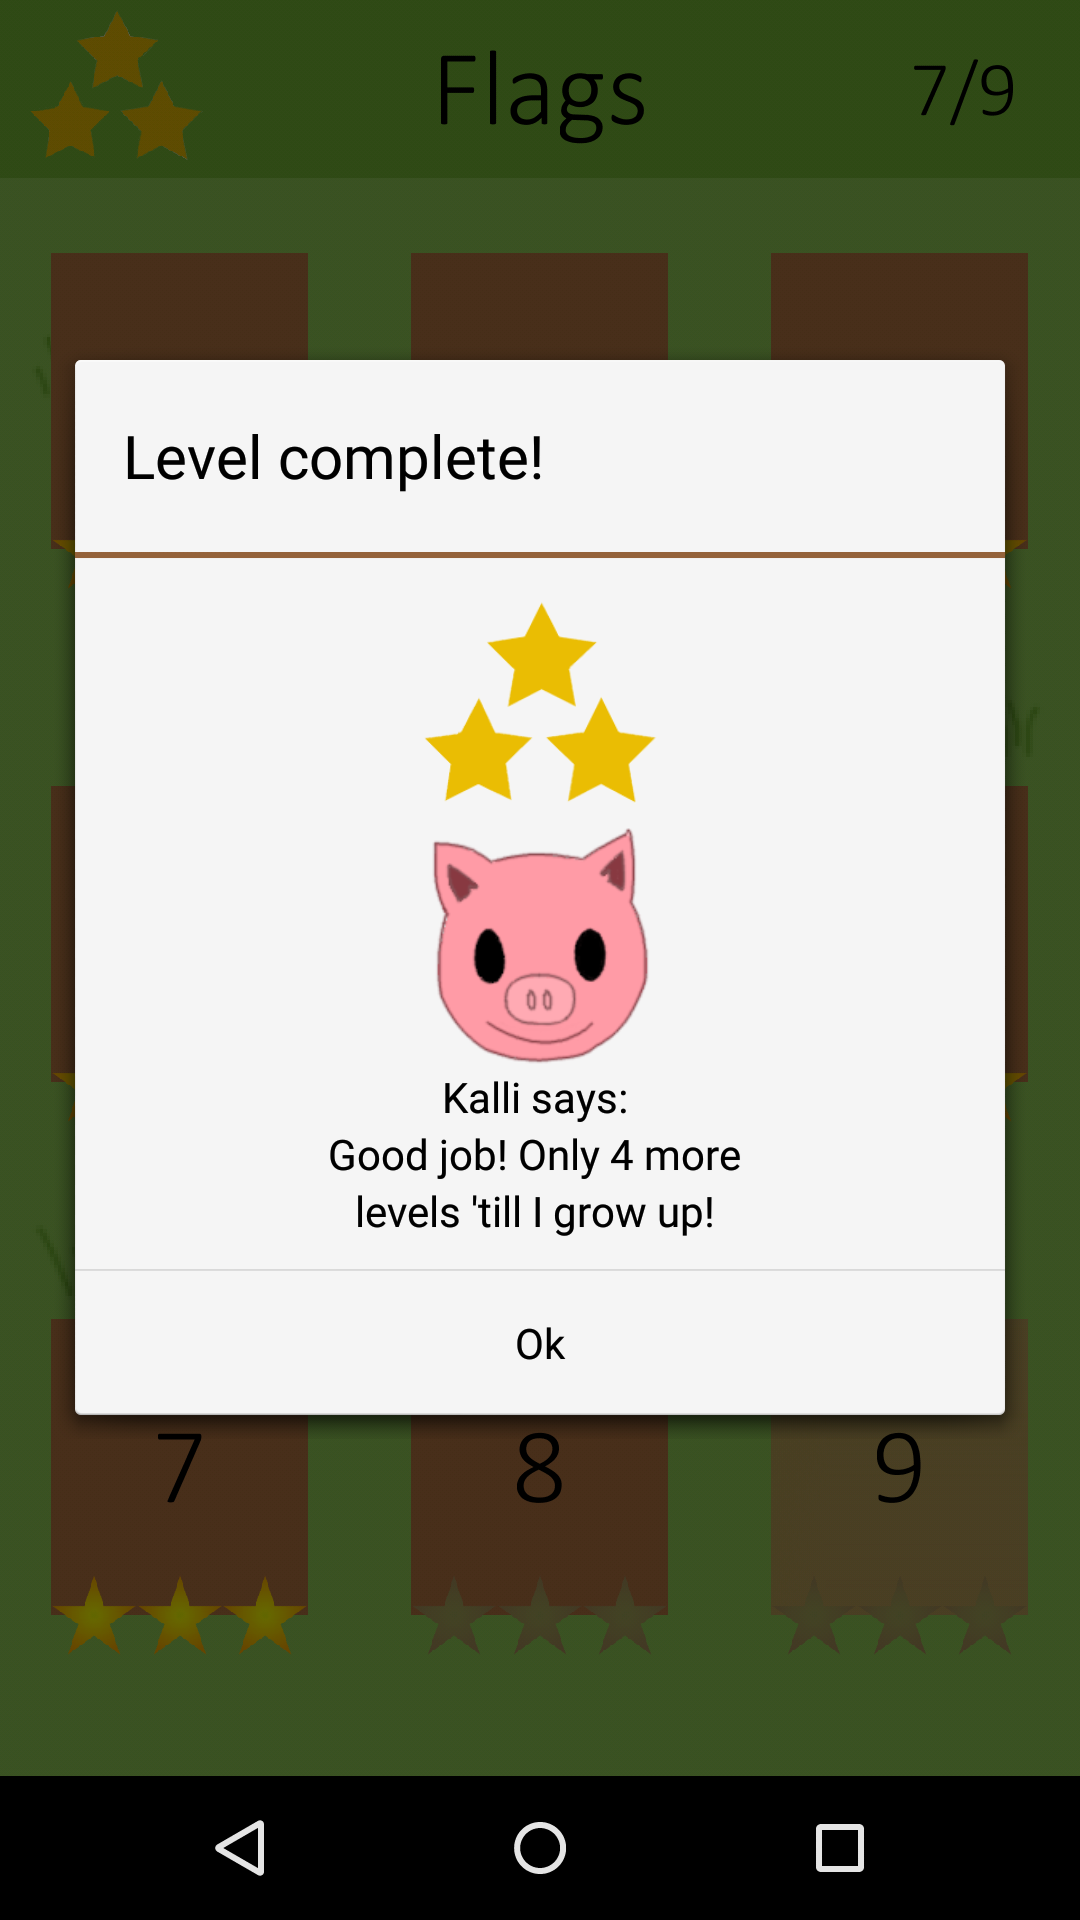 Flags
7/9
Level complete!
Kalli says:
Good job! Only 4 more
levels 'till I grow up!
Ok
7
8
9